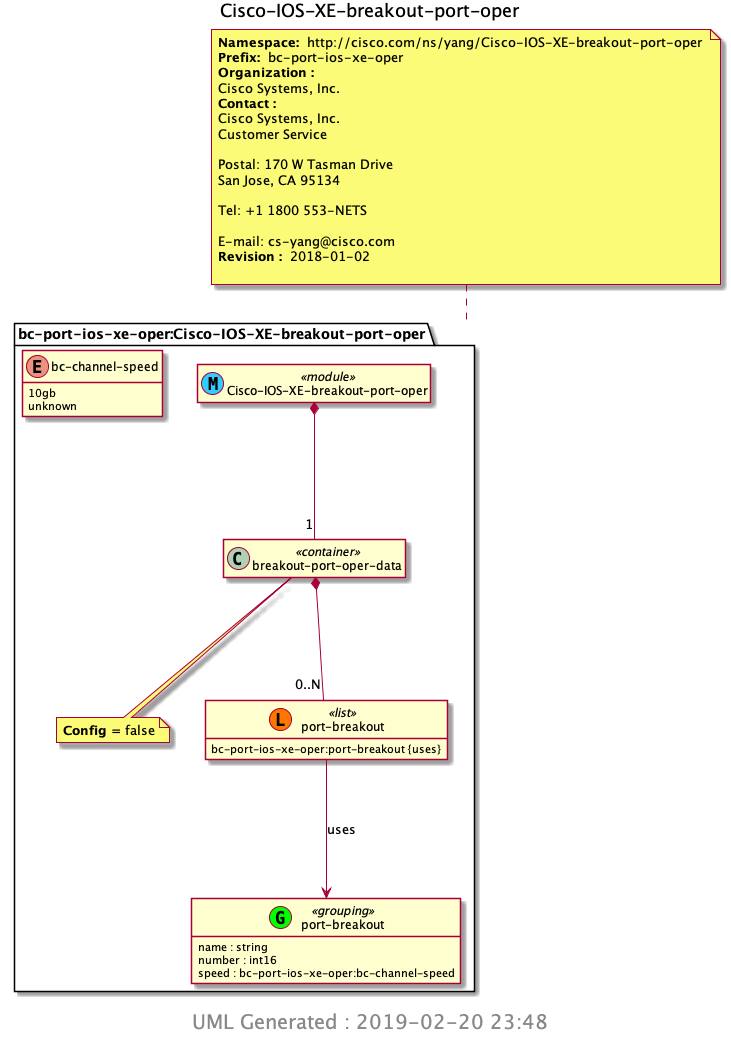 Cisco-IOS-XE-breakout-port-oper
Namespace: http://cisco.com/ns/yang/Cisco-IOS-XE-breakout-port-oper
Prefix: bc-port-ios-xe-oper
Organization :
Cisco Systems, Inc.
Contact :
Cisco Systems, Inc.
Customer Service
Postal: 170 W Tasman Drive
San Jose, CA 95134
Tel: +1 1800 553-NETS
E-mail: cs-yang@cisco.com
Revision : 2018-01-02
bc-port-ios-xe-oper:Cisco-IOS-XE-breakout-port-oper
E bc-channel-speed
10gb
unknown
M «module»
Cisco-IOS-XE-breakout-port-oper
1
C «container»
breakout-port-oper-data
0..N
Config = false
L «list»
port-breakout
bc-port-ios-xe-oper:port-breakout {uses}
uses
G «grouping»
port-breakout
name : string
number : int16
speed : bc-port-ios-xe-oper:bc-channel-speed
UML Generated : 2019-02-20 23:48